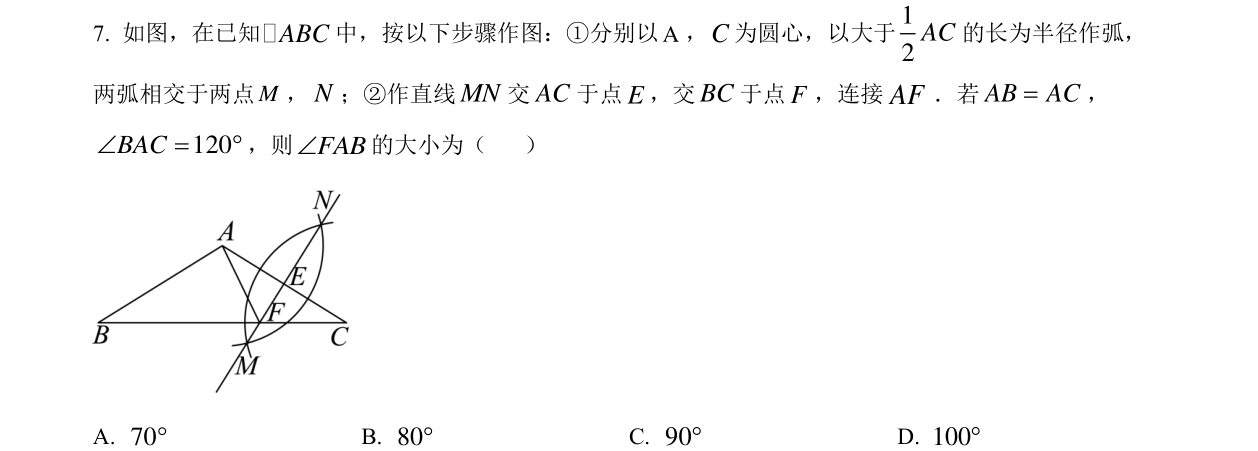 7. 如图，在已知□ABC中，按以下步骤作图：①分别以A，C为圆心，以大于\frac{1}{2}AC的长为半径作弧，
两弧相交于两点M，N；②作直线MN交AC于点E，交BC于点F，连接AF．若AB=AC，
∠BAC=120°，则∠FAB的大小为（ ）
N
A
E
F
B
C
M
A. 70° B. 80° C. 90° D. 100°